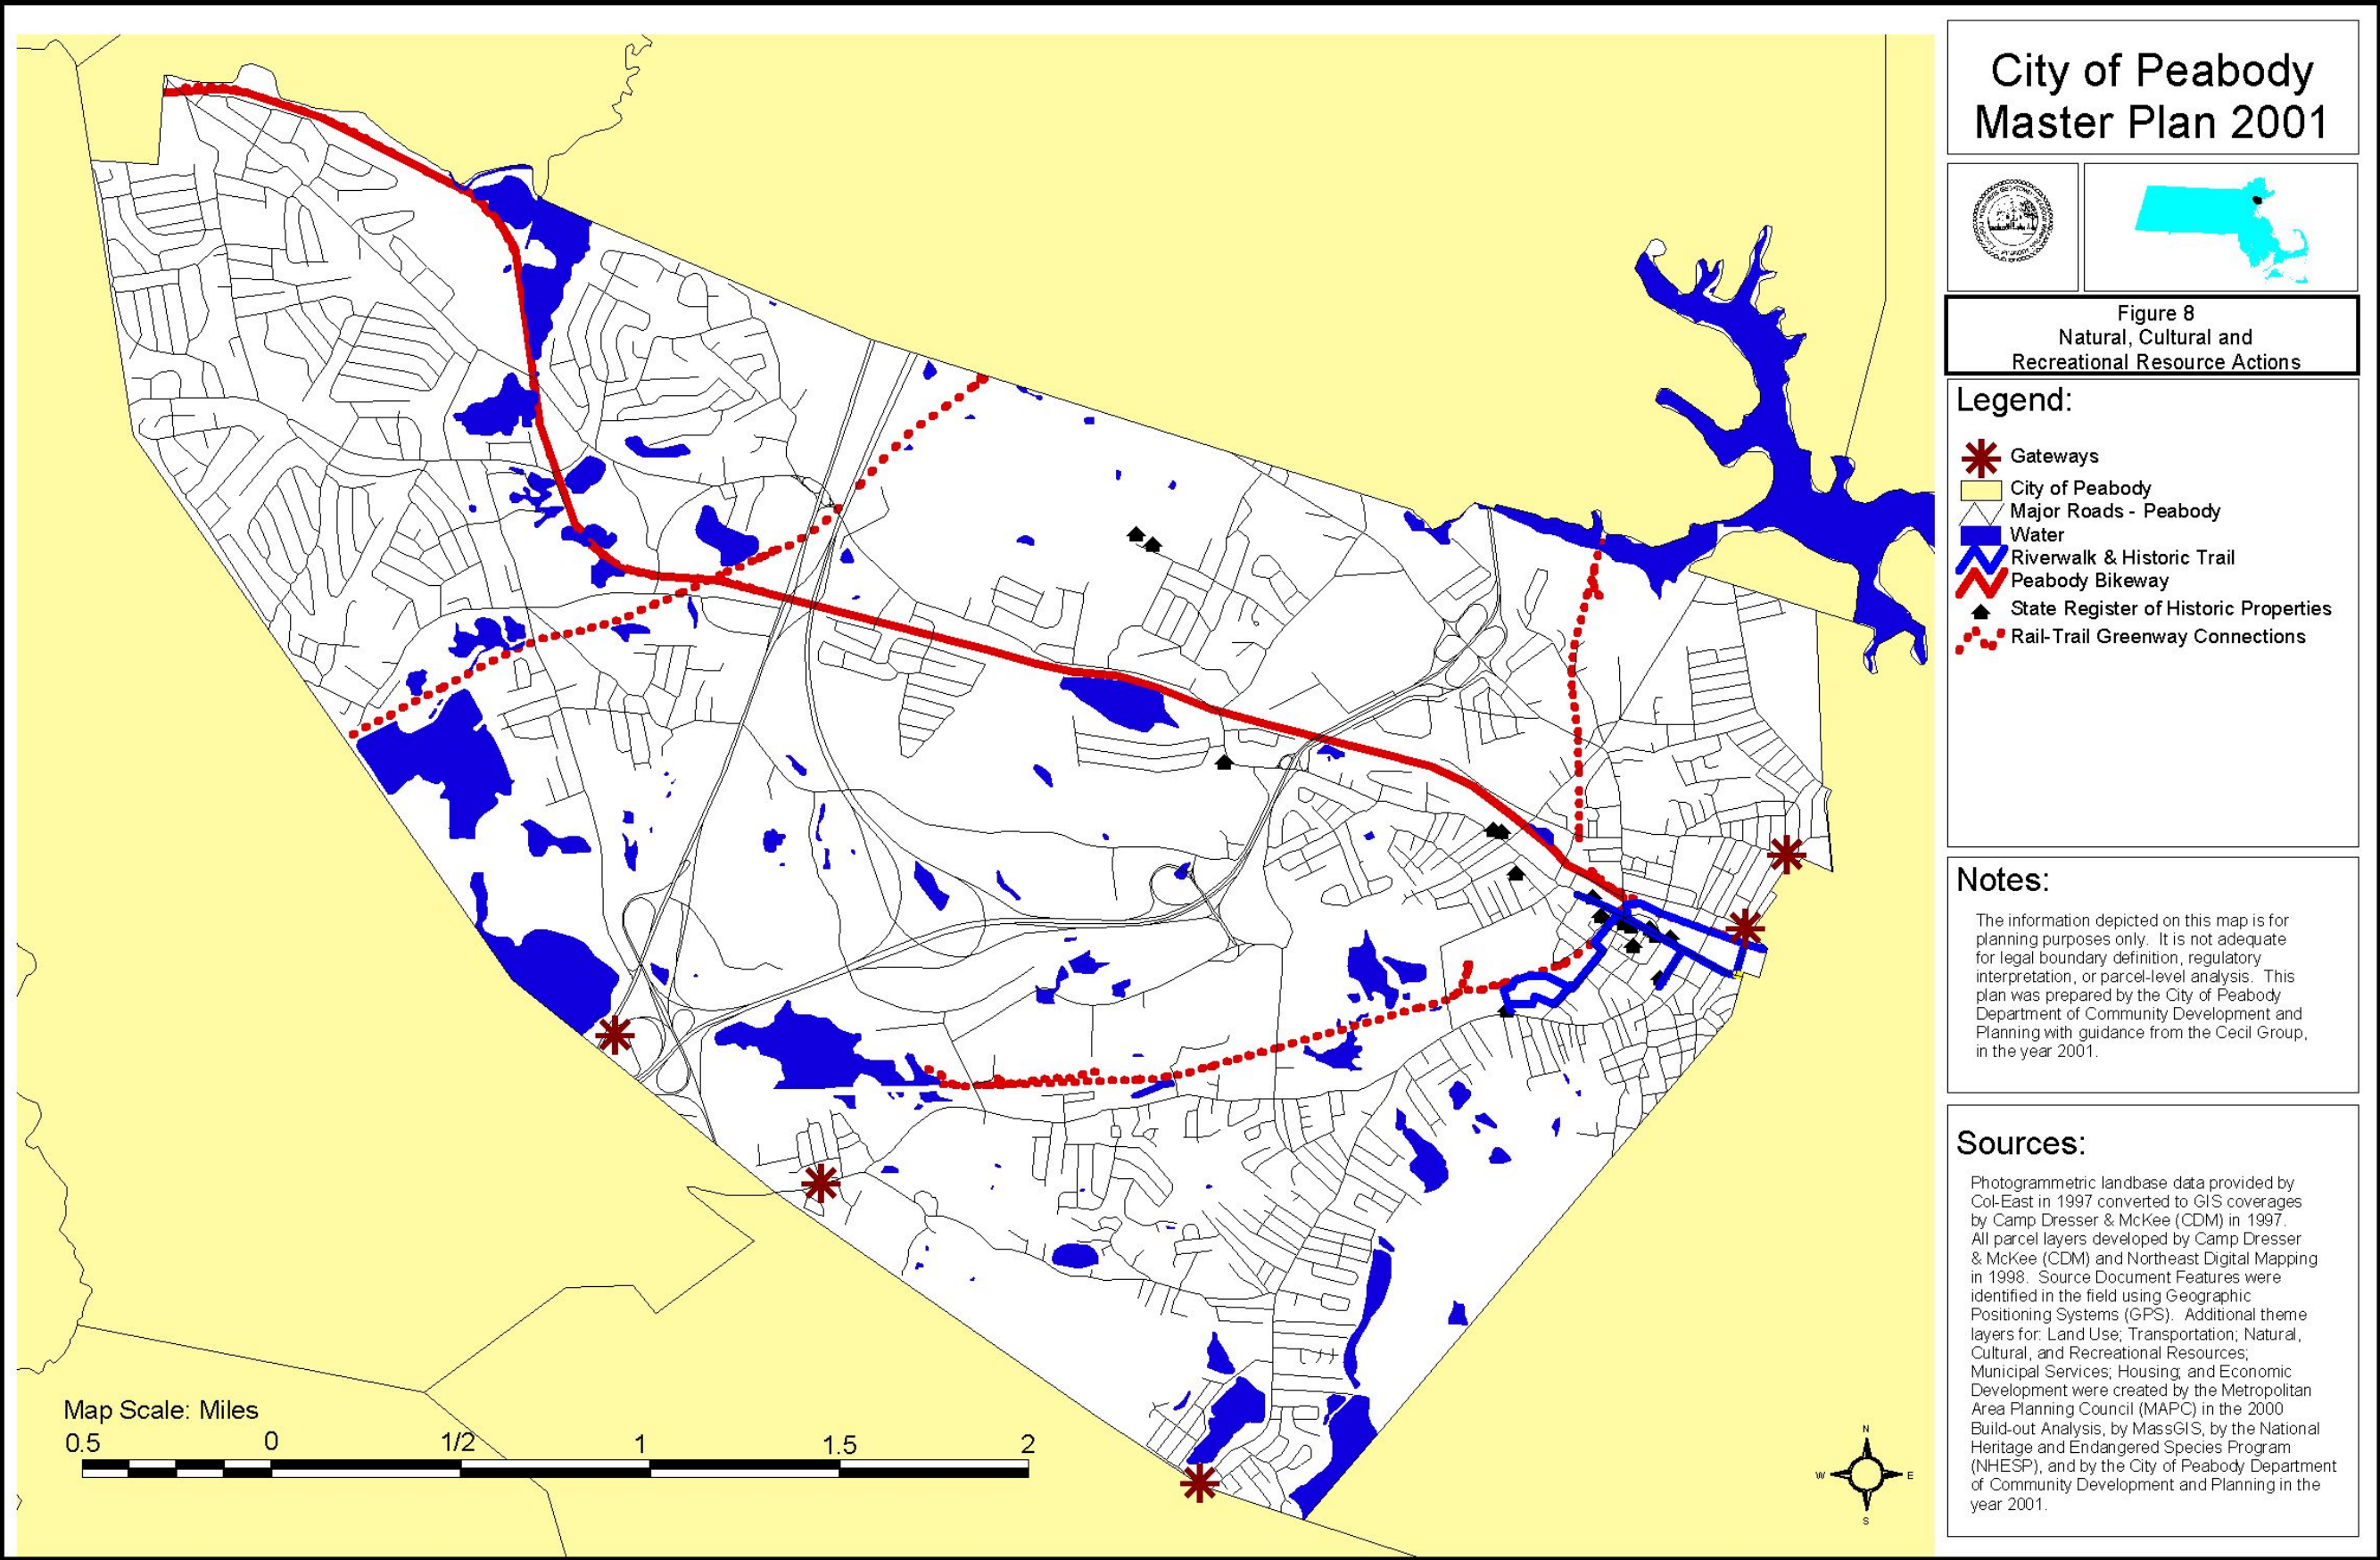 City of Peabody
Master Plan 2001
Figure 8
Natural, Cultural and
Recreational Resource Actions
Legend:
Gateways
City of Peabody
Major Roads - Peabody
Water
Riverwalk & Historic Trail
Peabody Bikeway
State Register of Historic Properties
Rail-Trail Greenway Connections
Notes:
The information depicted on this map is for
planning purposes only. It is not adequate
for legal boundary definition, regulatory
interpretation, or parcel-level analysis. This
plan was prepared by the City of Peabody
Department of Community Development and
Planning with guidance from the Cecil Group,
in the year 2001.
Sources:
Photogrammetric landbase data provided by
Col-East in 1997 converted to GIS coverages
by Camp Dresser & McKee (CDM) in 1997.
All parcel layers developed by Camp Dresser
& McKee (CDM) and Northeast Digital Mapping
in 1998. Source Document Features were
identified in the field using Geographic
Positioning Systems (GPS). Additional theme
layers for: Land Use; Transportation; Natural,
Cultural, and Recreational Resources;
Municipal Services; Housing; and Economic
Development were created by the Metropolitan
Area Planning Council (MAPC) in the 2000
Build-out Analysis, by MassGIS, by the National
Heritage and Endangered Species Program
(NHESP), and by the City of Peabody Department
of Community Development and Planning in the
year 2001.
Map Scale: Miles
0.5 0 1/2 1 1.5 2
N
W E
S